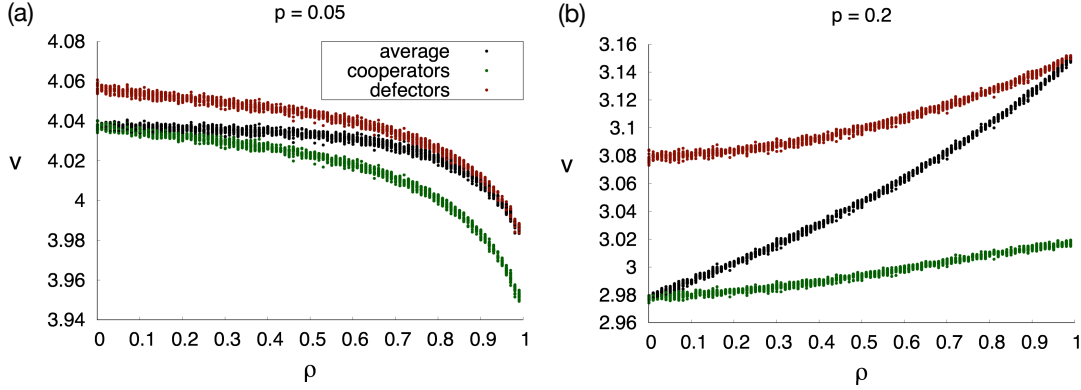 (a)
p = 0.05
4.08
4.06
4.04
4.02
4
3.98
3.96
3.94
v
average
cooperators
defectors
0 0.1 0.2 0.3 0.4 0.5 0.6 0.7 0.8 0.9 1
ρ
(b)
p = 0.2
3.16
3.14
3.12
3.1
3.08
3.06
3.04
3.02
3
2.98
2.96
v
0 0.1 0.2 0.3 0.4 0.5 0.6 0.7 0.8 0.9 1
ρ